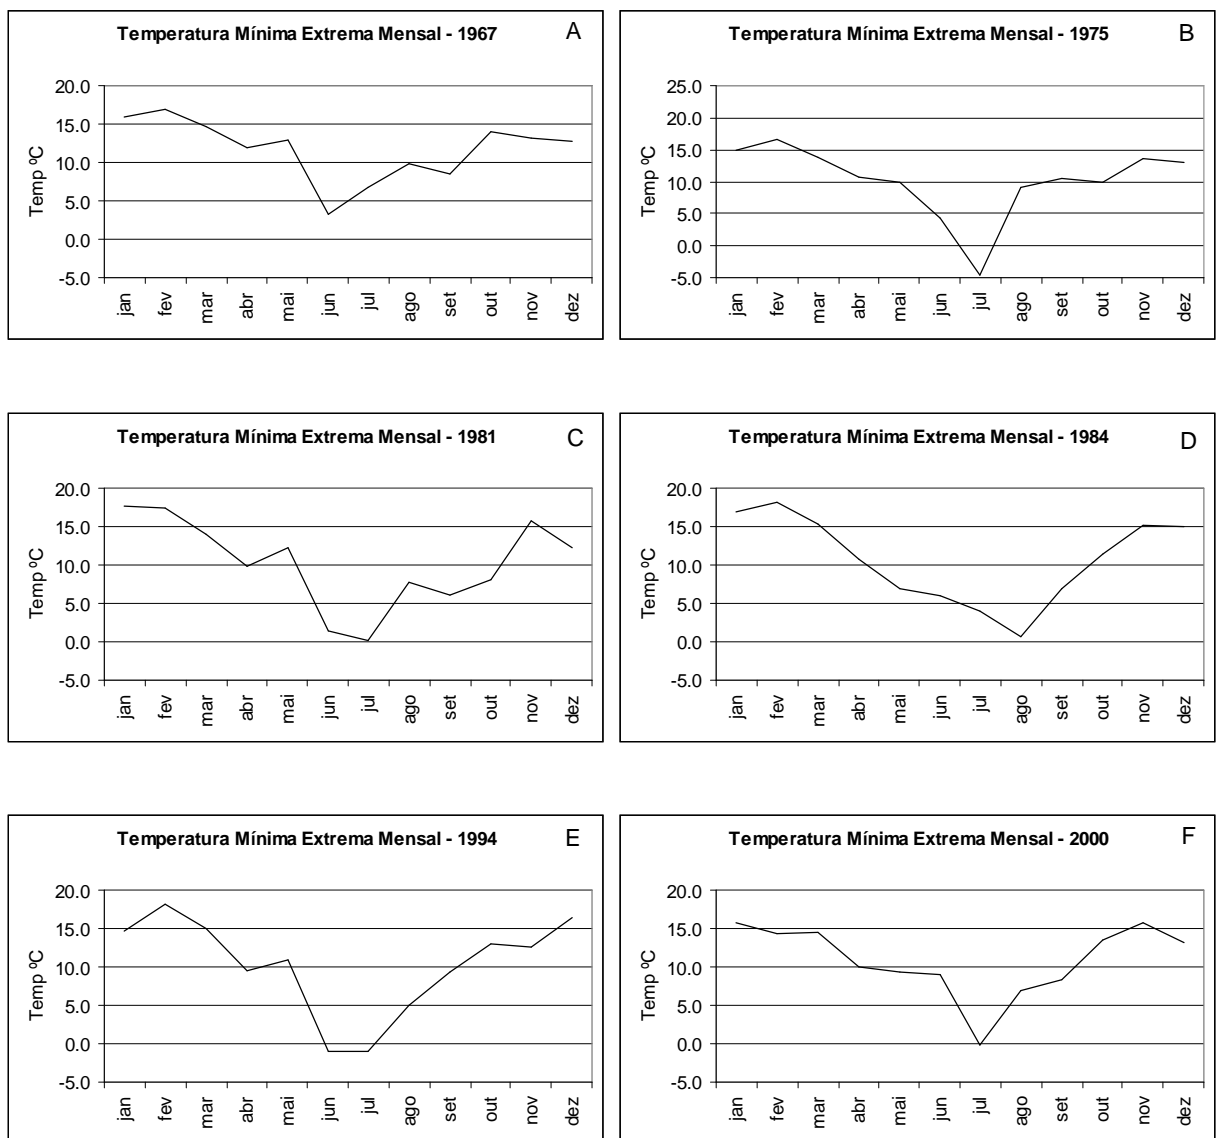 Temperatura Mínima Extrema Mensal - 1967 A
Temp ºC
20.0
15.0
10.0
5.0
0.0
-5.0
jan fev mar abr mai jun jul ago set out nov dez
Temperatura Mínima Extrema Mensal - 1975 B
Temp ºC
25.0
20.0
15.0
10.0
5.0
0.0
-5.0
jan fev mar abr mai jun jul ago set out nov dez
Temperatura Mínima Extrema Mensal - 1981 C
Temp ºC
20.0
15.0
10.0
5.0
0.0
-5.0
jan fev mar abr mai jun jul ago set out nov dez
Temperatura Mínima Extrema Mensal - 1984 D
Temp ºC
20.0
15.0
10.0
5.0
0.0
-5.0
jan fev mar abr mai jun jul ago set out nov dez
Temperatura Mínima Extrema Mensal - 1994 E
Temp ºC
20.0
15.0
10.0
5.0
0.0
-5.0
jan fev mar abr mai jun jul ago set out nov dez
Temperatura Mínima Extrema Mensal - 2000 F
Temp ºC
20.0
15.0
10.0
5.0
0.0
-5.0
jan fev mar abr mai jun jul ago set out nov dez